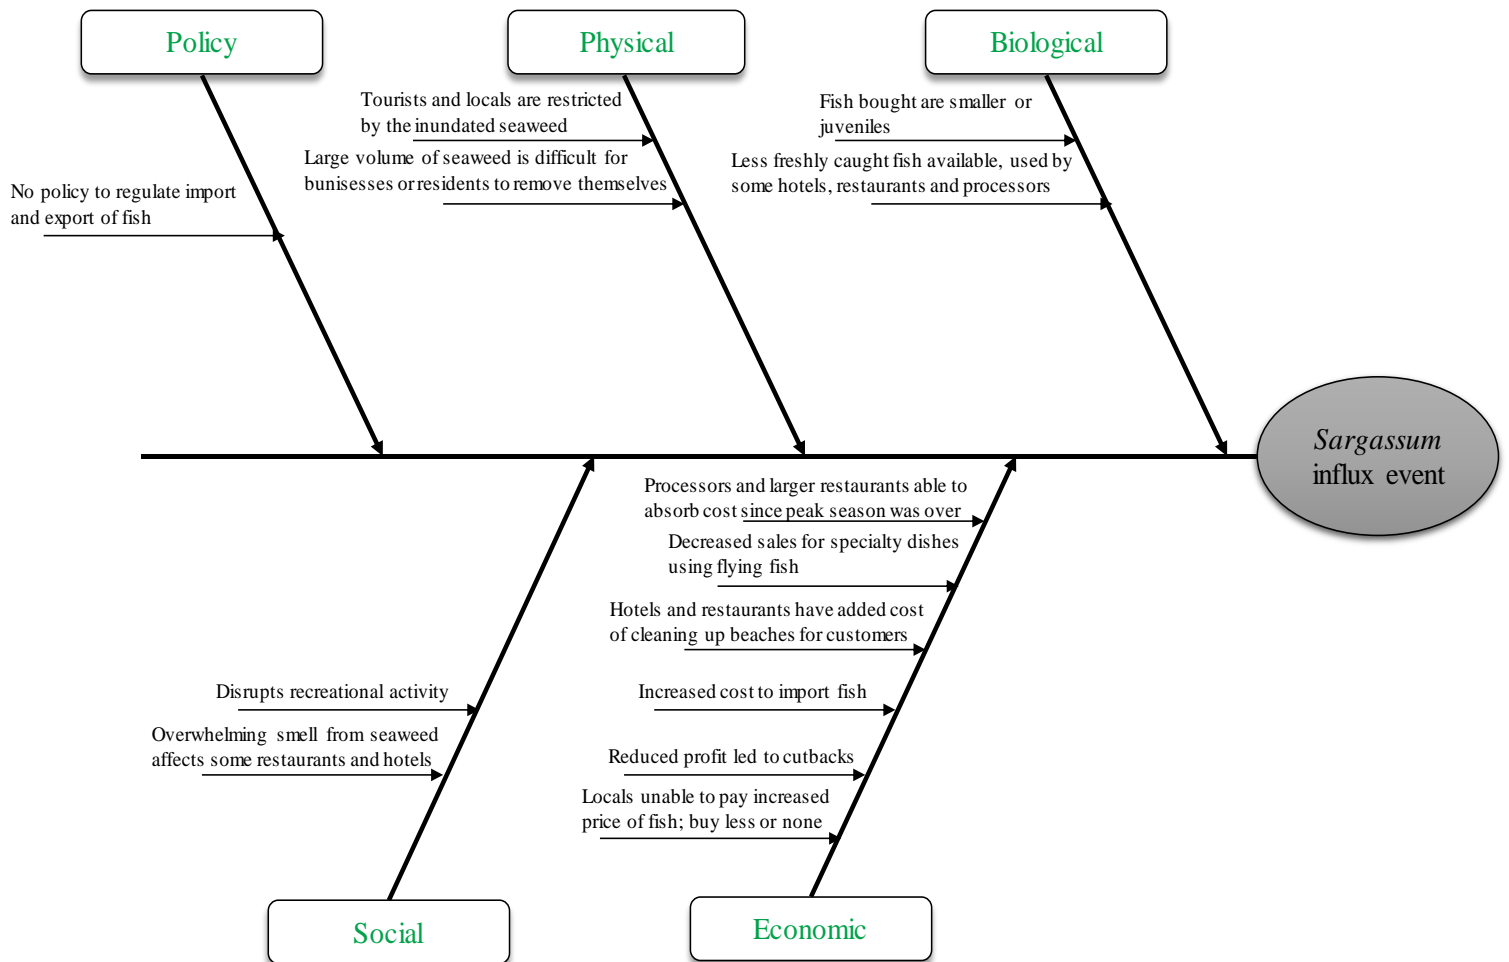 Policy
Physical
Biological
Tourists and locals are restricted
by the inundated seaweed
Large volume of seaweed is difficult for
bunisesses or residents to remove themselves
Fish bought are smaller or
juveniles
Less freshly caught fish available, used by
some hotels, restaurants and processors
No policy to regulate import
and export of fish
Sargassum
influx event
Processors and larger restaurants able to
absorb cost since peak season was over
Decreased sales for specialty dishes
using flying fish
Hotels and restaurants have added cost
of cleaning up beaches for customers
Increased cost to import fish
Reduced profit led to cutbacks
Locals unable to pay increased
price of fish; buy less or none
Disrupts recreational activity
Overwhelming smell from seaweed
affects some restaurants and hotels
Social
Economic